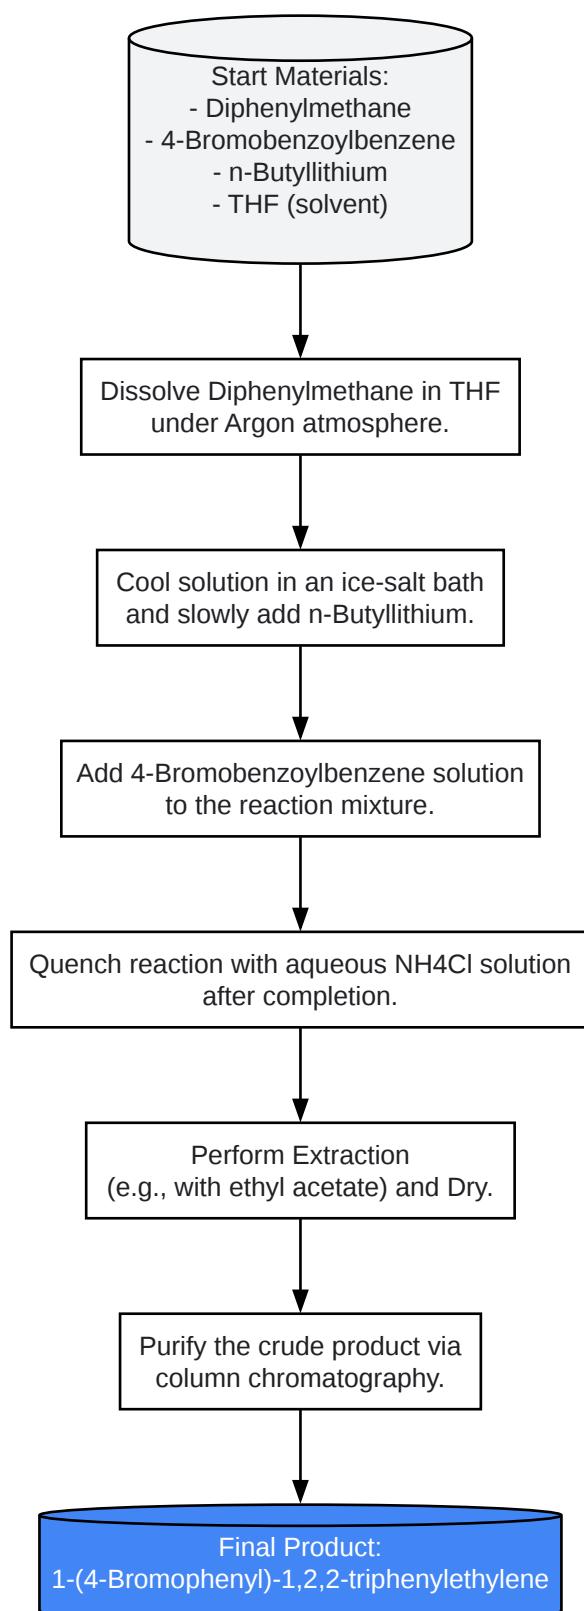 Start Materials:
- Diphenylmethane
- 4-Bromobenzoylbenzene
- n-Butyllithium
- THF (solvent)
Dissolve Diphenylmethane in THF
under Argon atmosphere.
Cool solution in an ice-salt bath
and slowly add n-Butyllithium.
Add 4-Bromobenzoylbenzene solution
to the reaction mixture.
Quench reaction with aqueous NH4Cl solution
after completion.
Perform Extraction
(e.g., with ethyl acetate) and Dry.
Purify the crude product via
column chromatography.
Final Product:
1-(4-Bromophenyl)-1,2,2-triphenylethylene